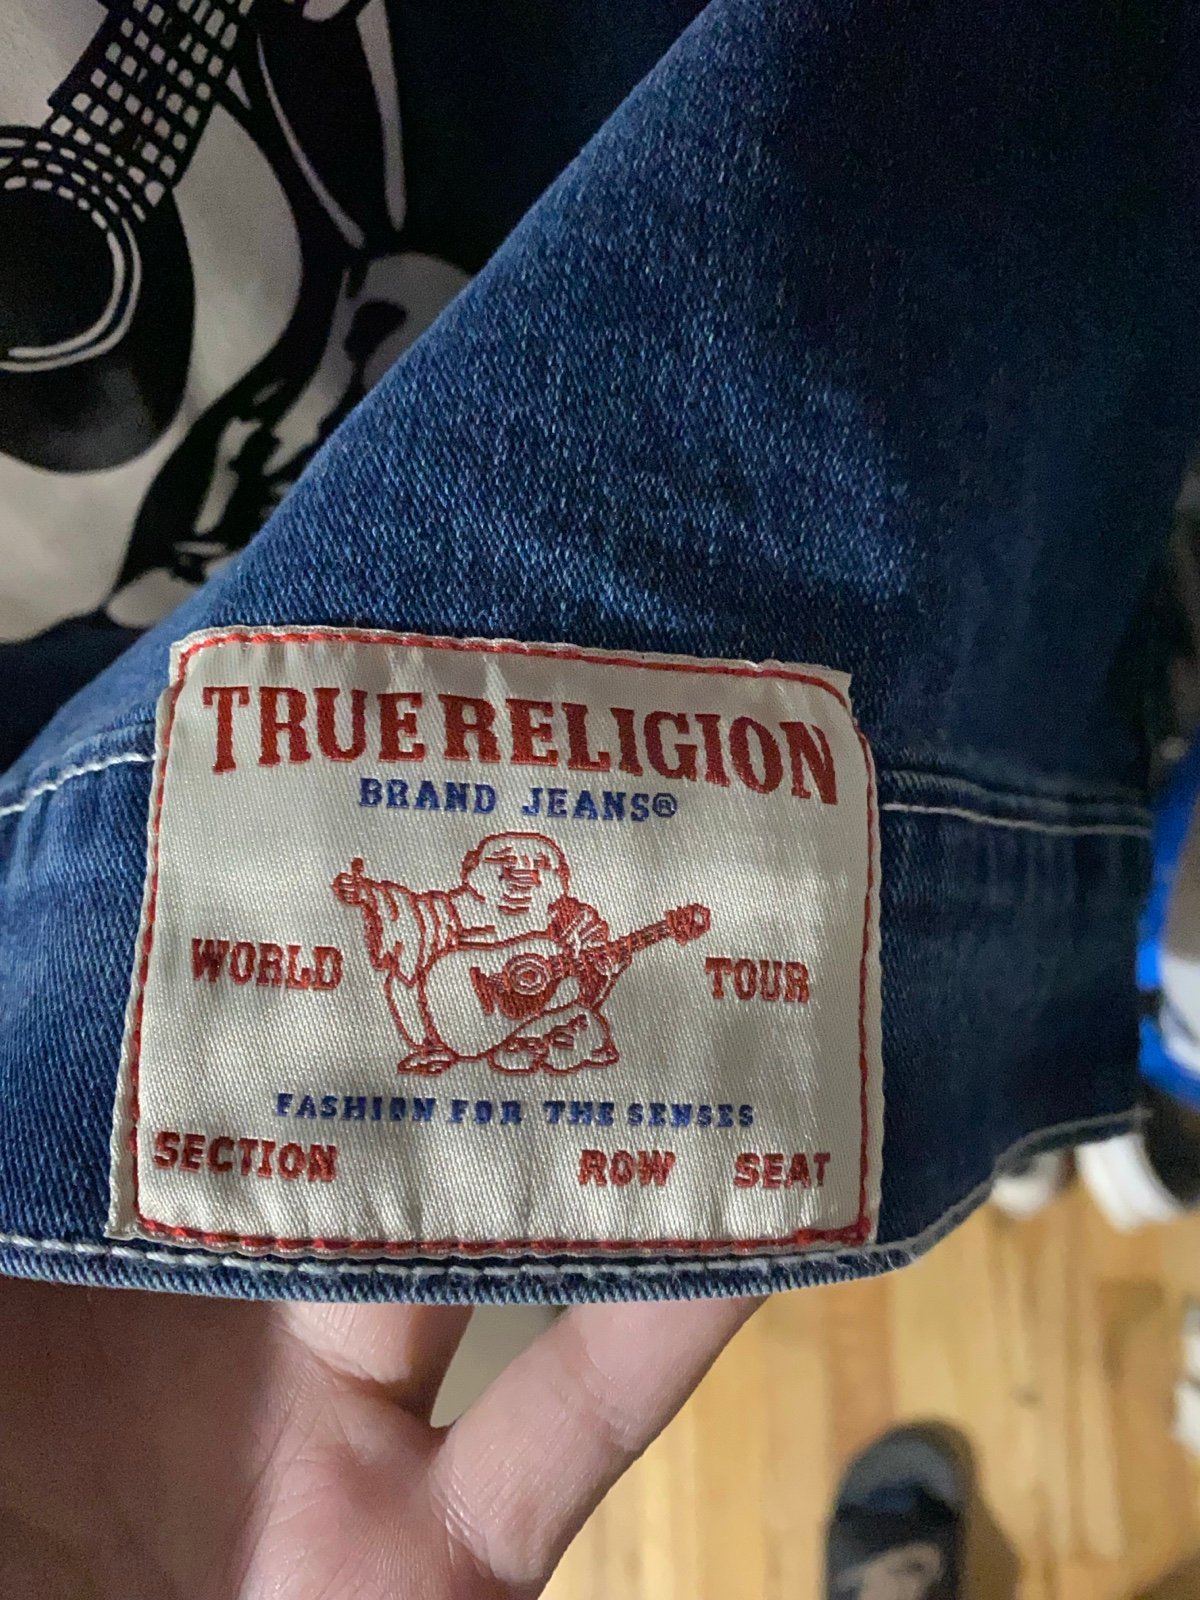 TRUE RELIGION
BRAND JEANS®
WORLD TOUR
FASHION FOR THE SENSES
SECTION ROW SEAT